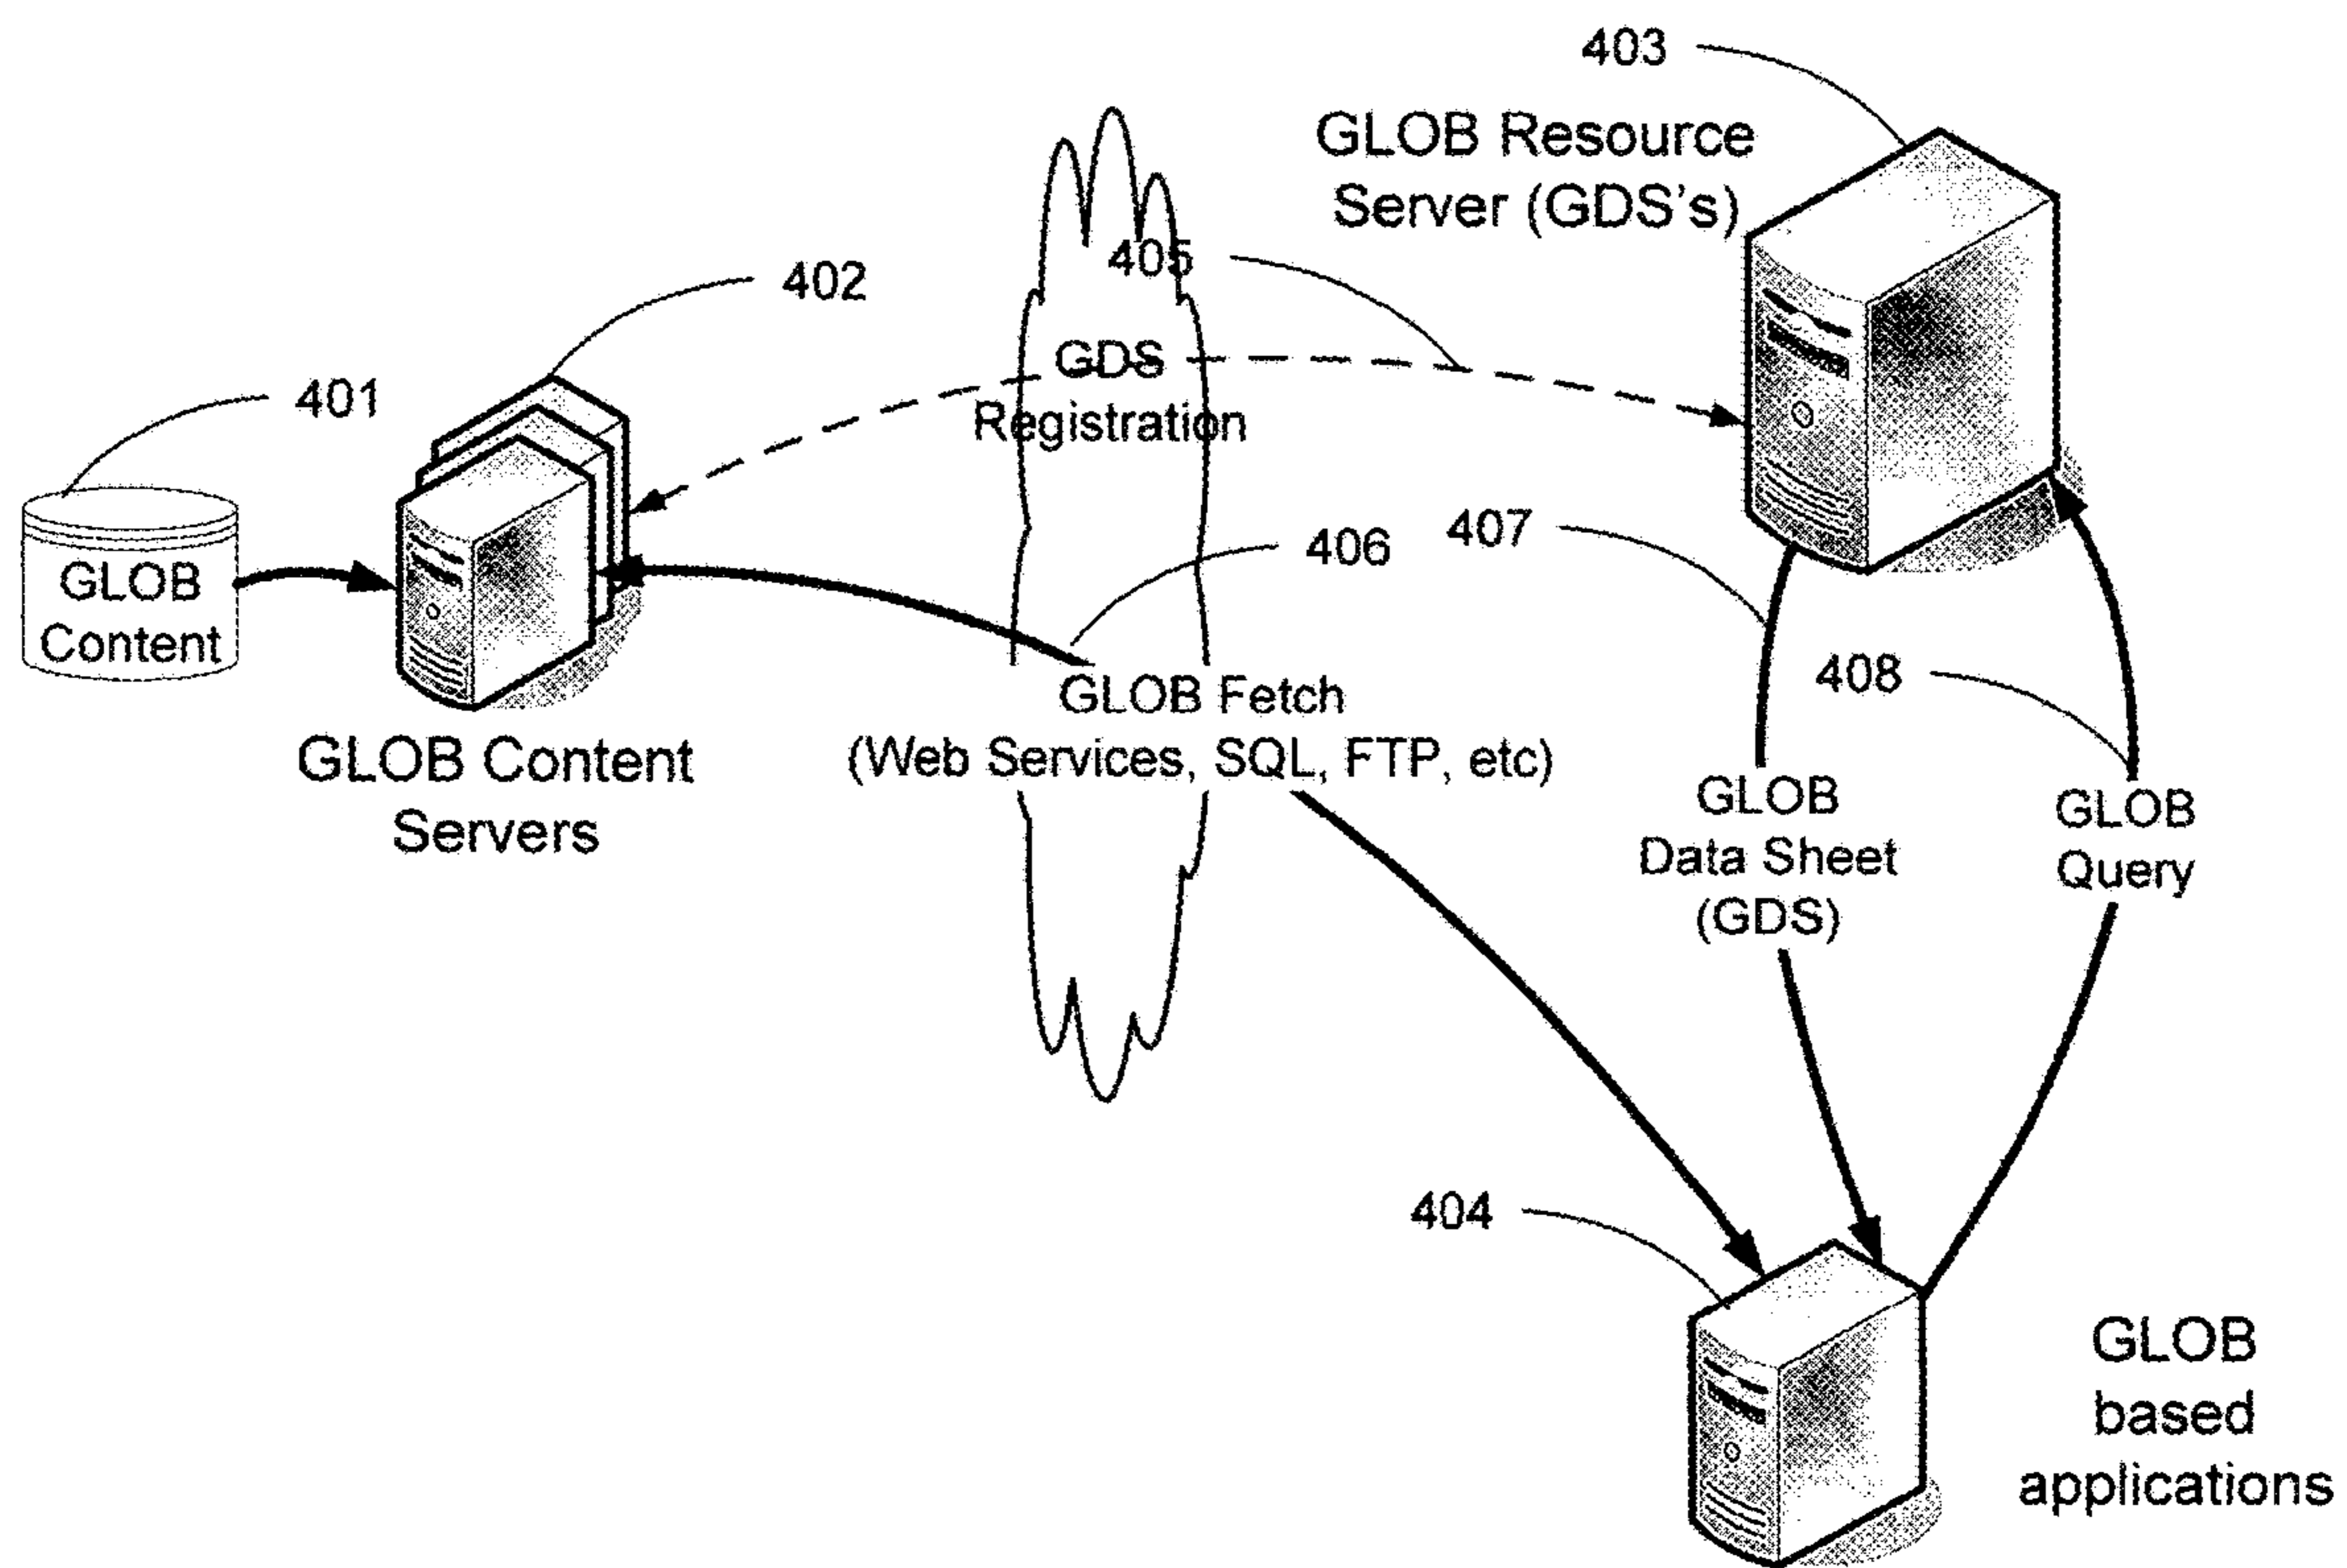 403
GLOB Resource
Server (GDS's)
405
402
GDS
Registration
401
GLOB
Content
406
407
408
GLOB Fetch
(Web Services, SQL, FTP, etc)
GLOB Content
Servers
GLOB
Data Sheet
(GDS)
GLOB
Query
404
GLOB
based
applications